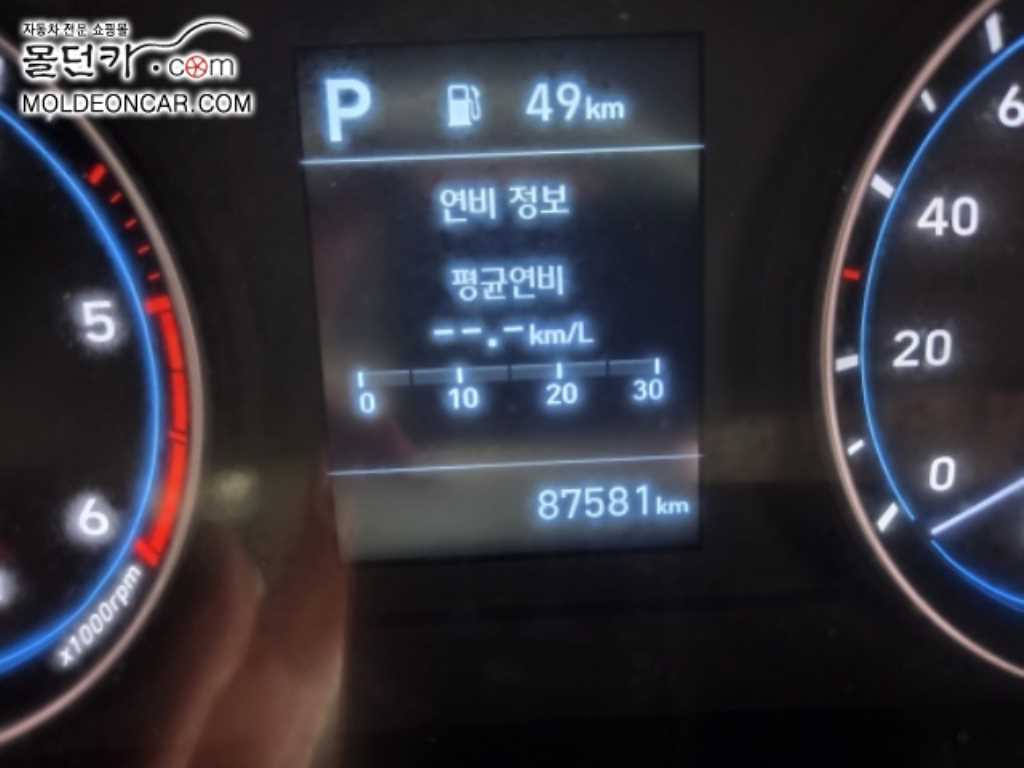 자동차 전문 쇼핑몰
몰던카.com
MOLDEONCAR.COM
P 49km
연비 정보
평균연비
--.-km/L
0 10 20 30
87581km
5
6
x1000rpm
6
40
20
0